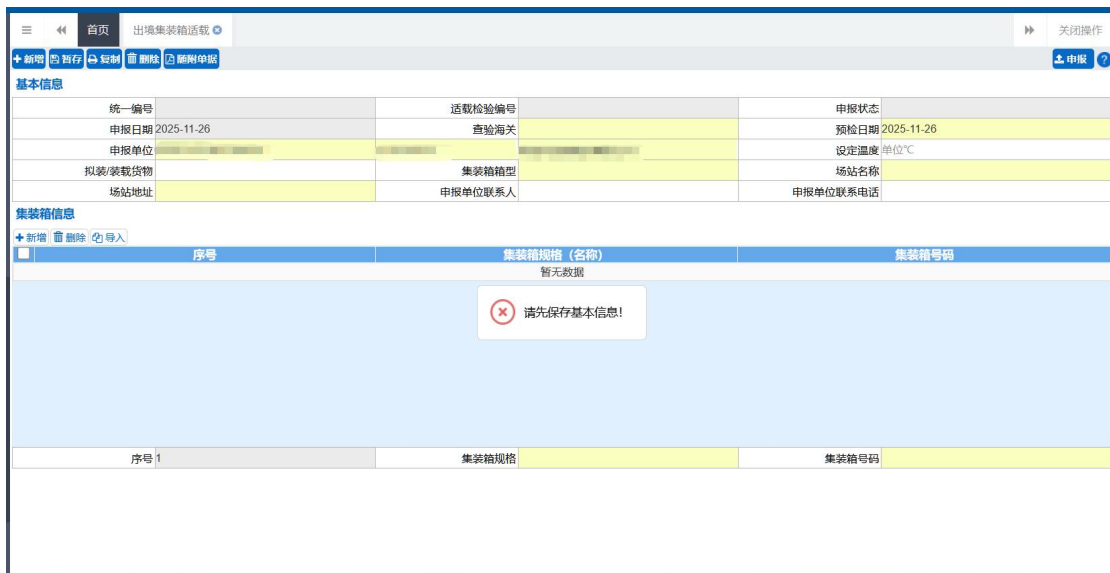 首页 出境集装箱适载 关闭操作
新增 暂存 复制 删除 随附单据 申报 ?
基本信息
统一编号 适载检验编号 申报状态
申报日期 2025-11-26 查验海关 预检日期 2025-11-26
申报单位 设定温度 单位℃
拟装/装载货物 集装箱箱型 场站名称
场站地址 申报单位联系人 申报单位联系电话
集装箱信息
新增 删除 导入
序号 集装箱规格（名称） 集装箱号码
暂无数据
请先保存基本信息！
序号 1 集装箱规格 集装箱号码